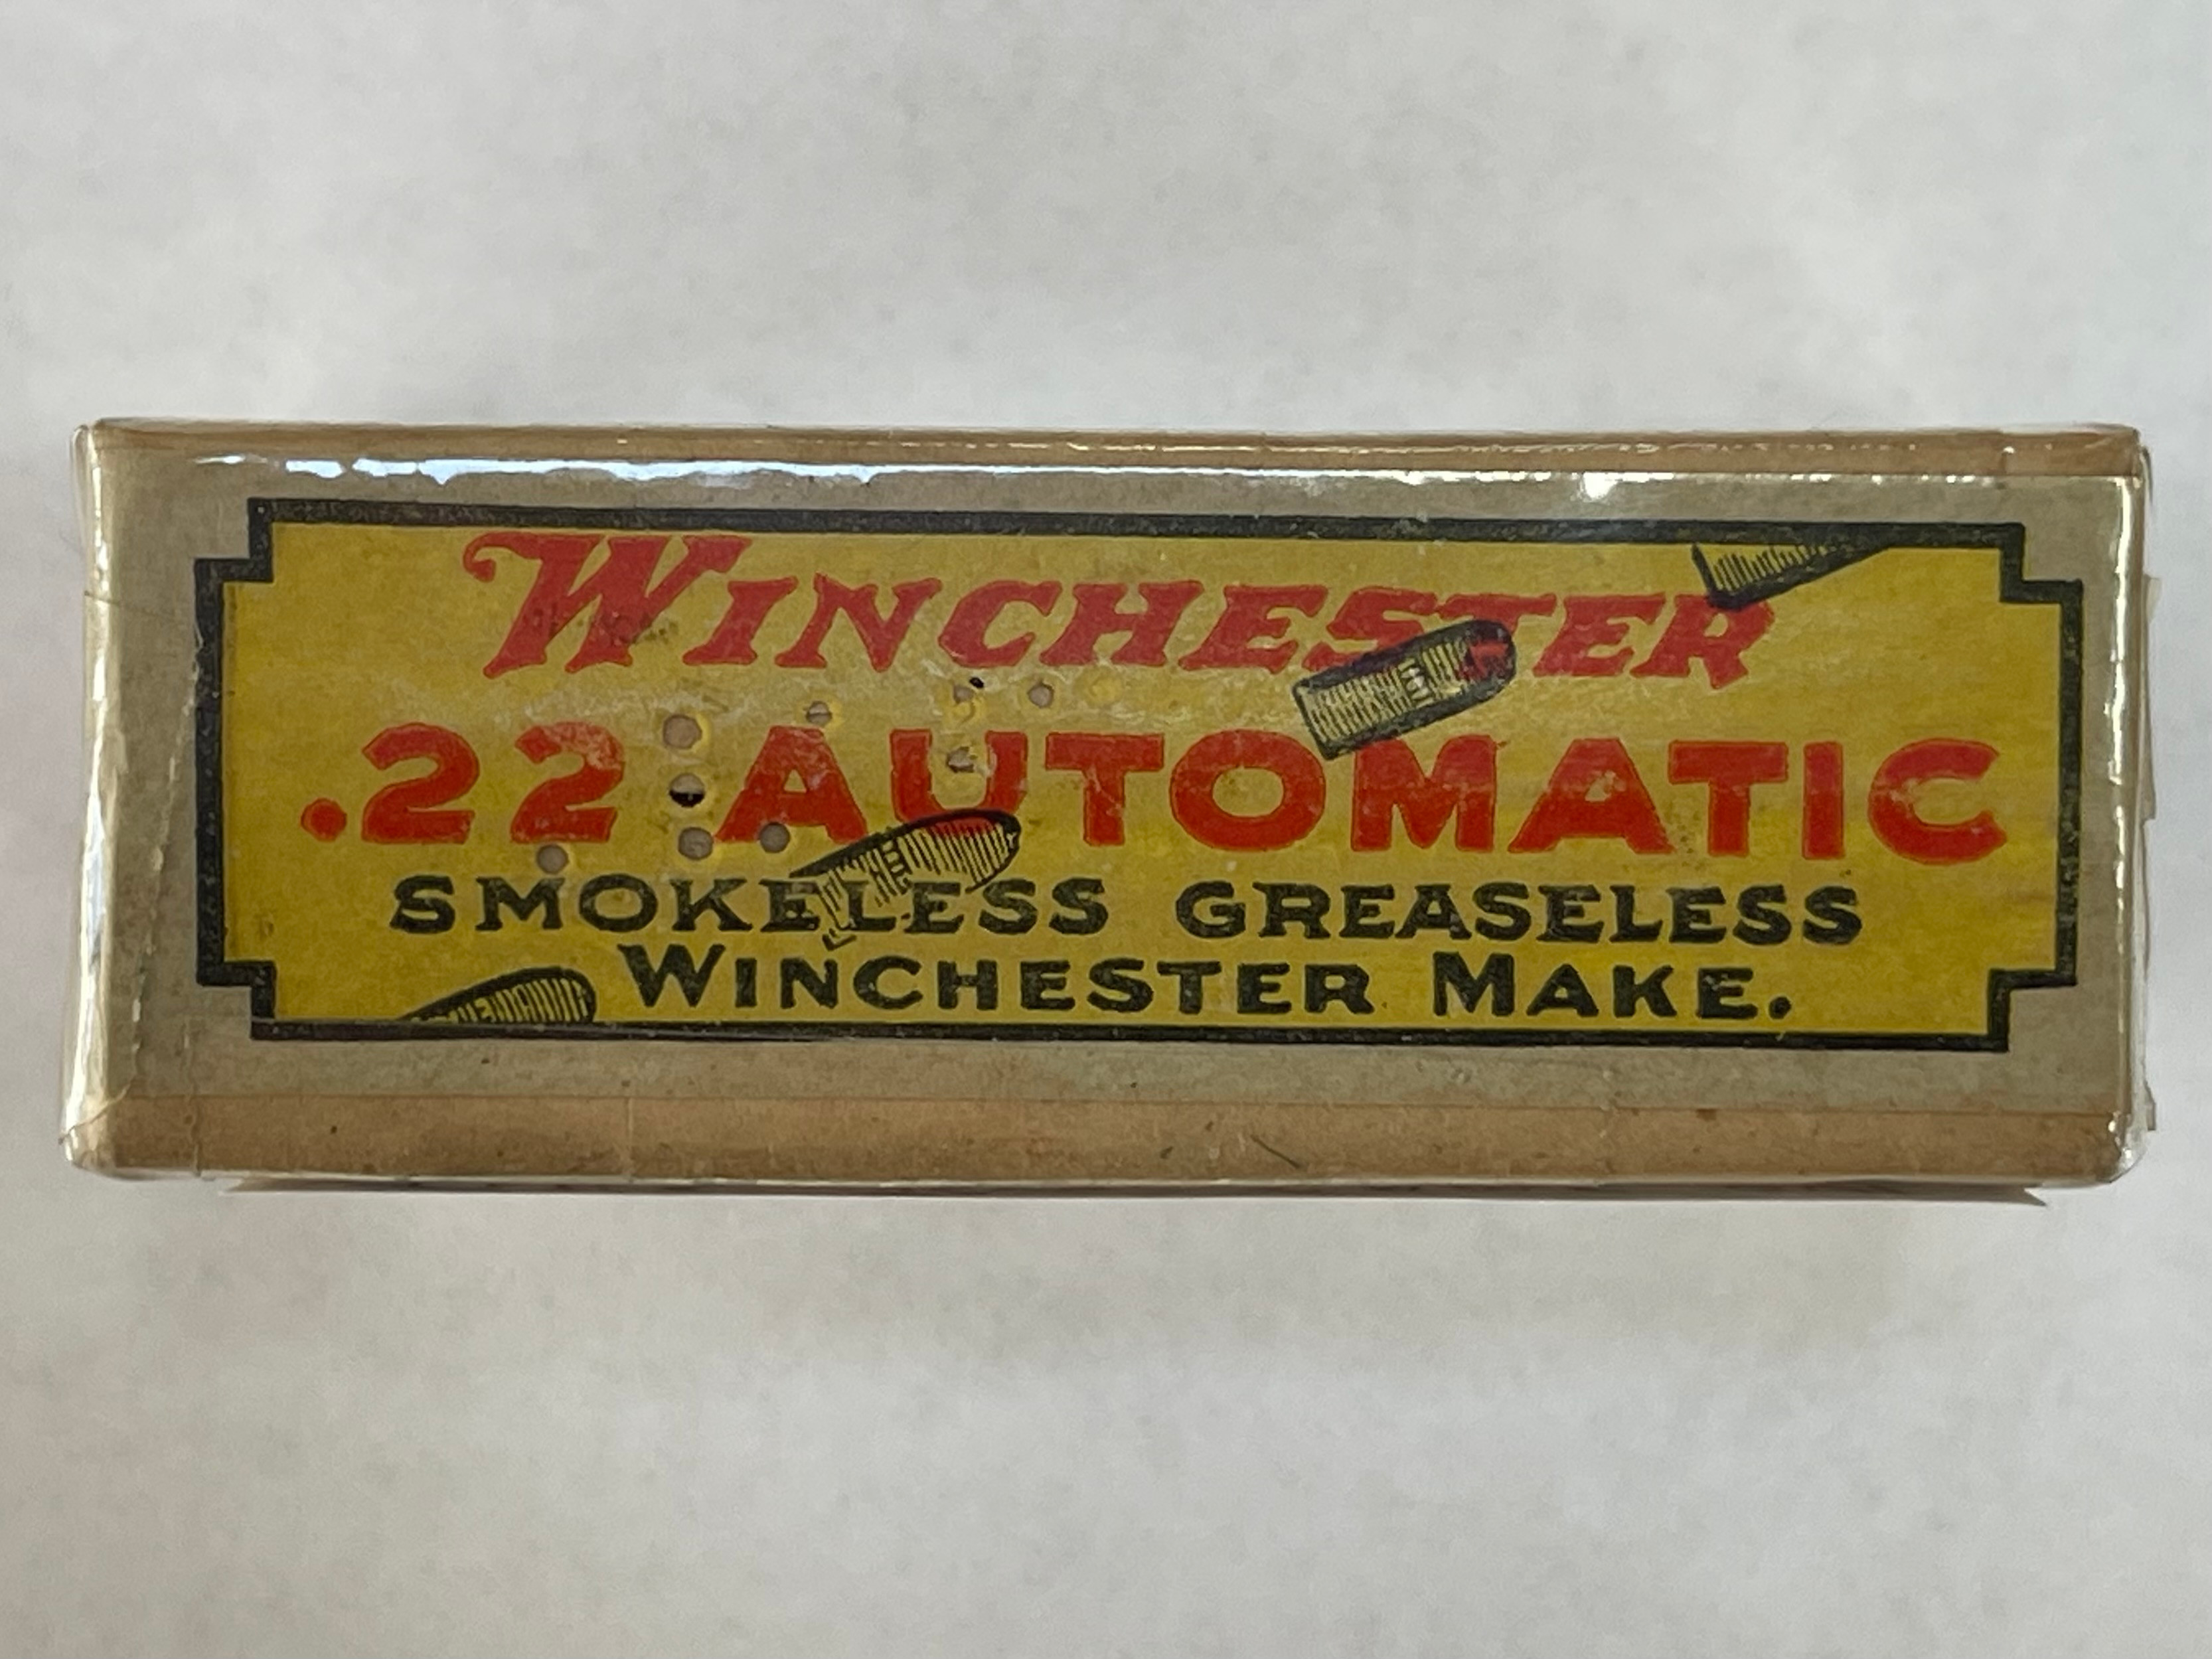 WINCHESTER
.22 AUTOMATIC
SMOKELESS GREASELESS
WINCHESTER MAKE.